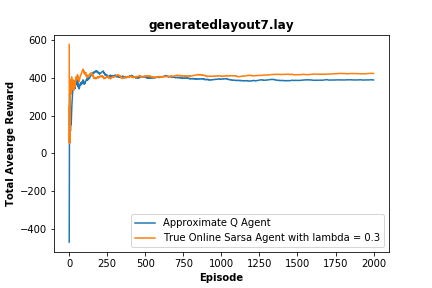 generatedlayout7.lay
Total Avearge Reward
600
400
200
0
−200
−400
Approximate Q Agent
True Online Sarsa Agent with lambda = 0.3
0 250 500 750 1000 1250 1500 1750 2000
Episode